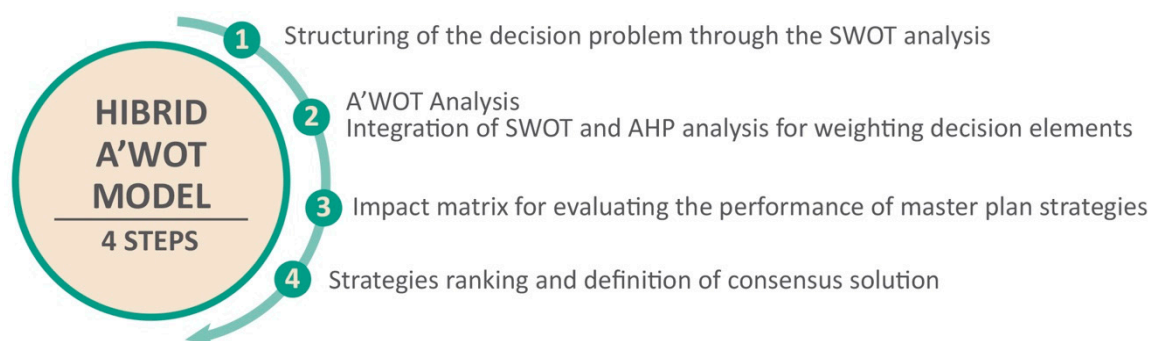 HIBRID
A'WOT
MODEL
4 STEPS
1 Structuring of the decision problem through the SWOT analysis
2 A'WOT Analysis
Integration of SWOT and AHP analysis for weighting decision elements
3 Impact matrix for evaluating the performance of master plan strategies
4 Strategies ranking and definition of consensus solution